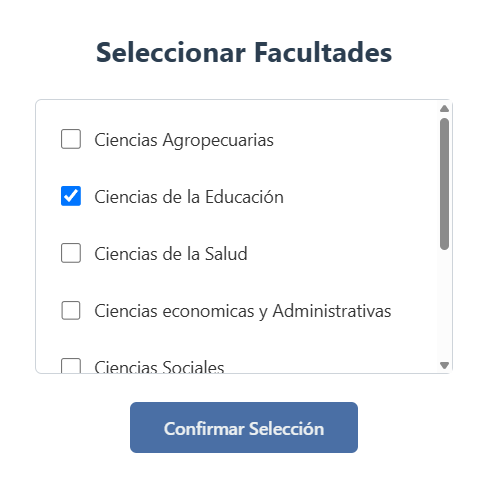 Seleccionar Facultades
Ciencias Agropecuarias
Ciencias de la Educación
Ciencias de la Salud
Ciencias economicas y Administrativas
Ciencias Sociales
Confirmar Selección